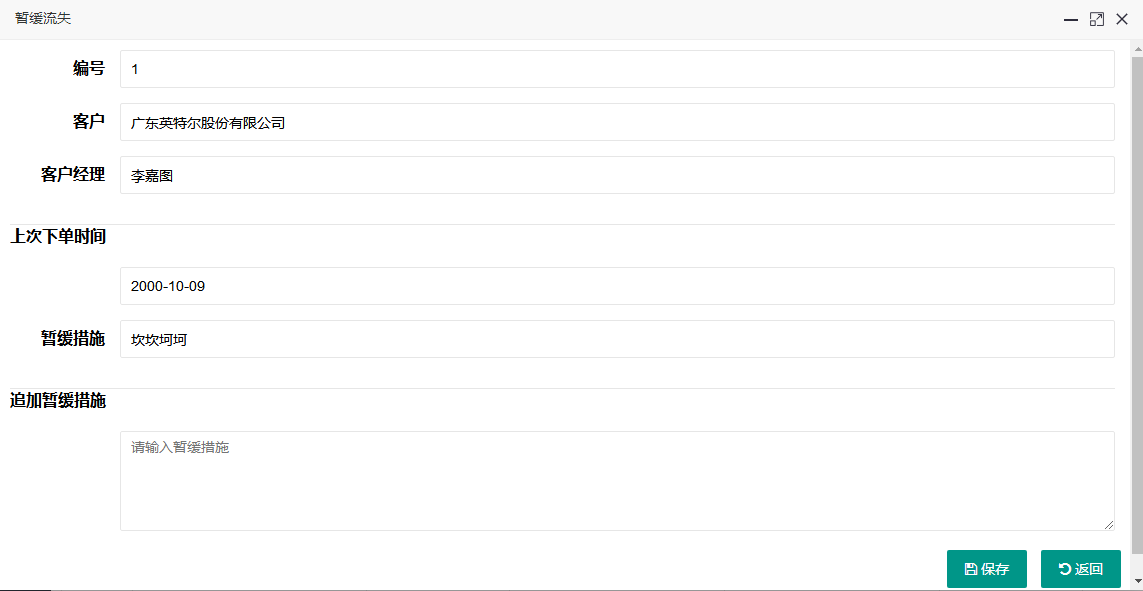 暂缓流失
编号 1
客户 广东英特尔股份有限公司
客户经理 李嘉图
上次下单时间
2000-10-09
暂缓措施 坎坎坷坷
追加暂缓措施
请输入暂缓措施
保存 返回